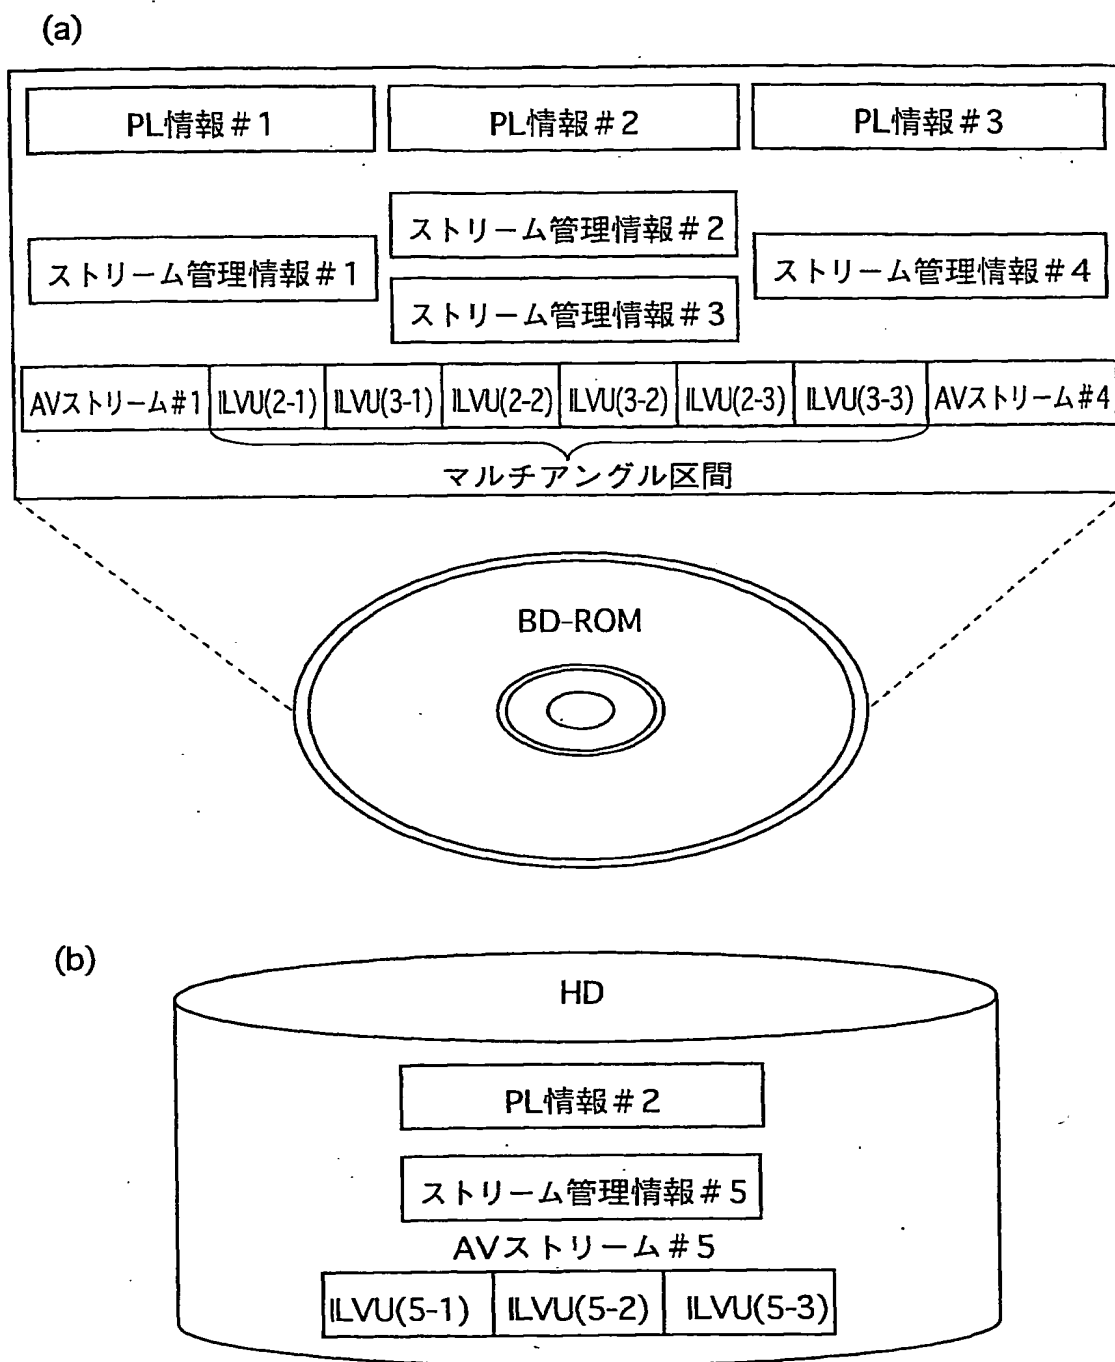 (a)
PL情報#1 PL情報#2 PL情報#3
ストリーム管理情報#2
ストリーム管理情報#1 ストリーム管理情報#4
ストリーム管理情報#3
AVストリーム#1 ILVU(2-1) ILVU(3-1) ILVU(2-2) ILVU(3-2) ILVU(2-3) ILVU(3-3) AVストリーム#4
マルチアングル区間
BD-ROM
(b)
HD
PL情報#2
ストリーム管理情報#5
AVストリーム#5
ILVU(5-1) ILVU(5-2) ILVU(5-3)